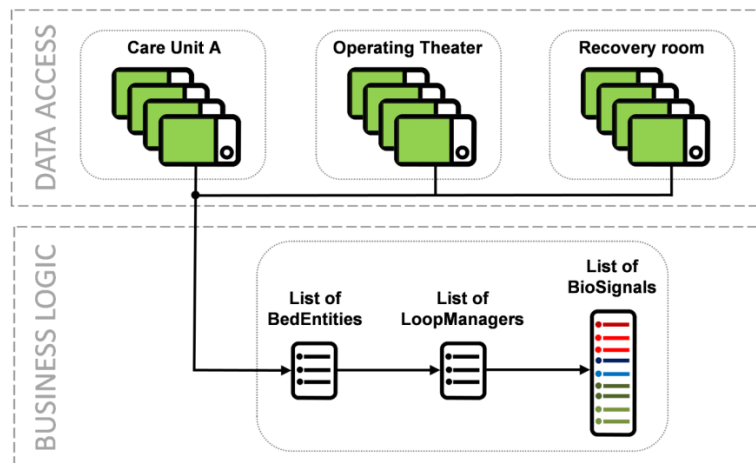 DATA ACCESS
Care Unit A
Operating Theater
Recovery room
BUSINESS LOGIC
List of
BedEntities
List of
LoopManagers
List of
BioSignals